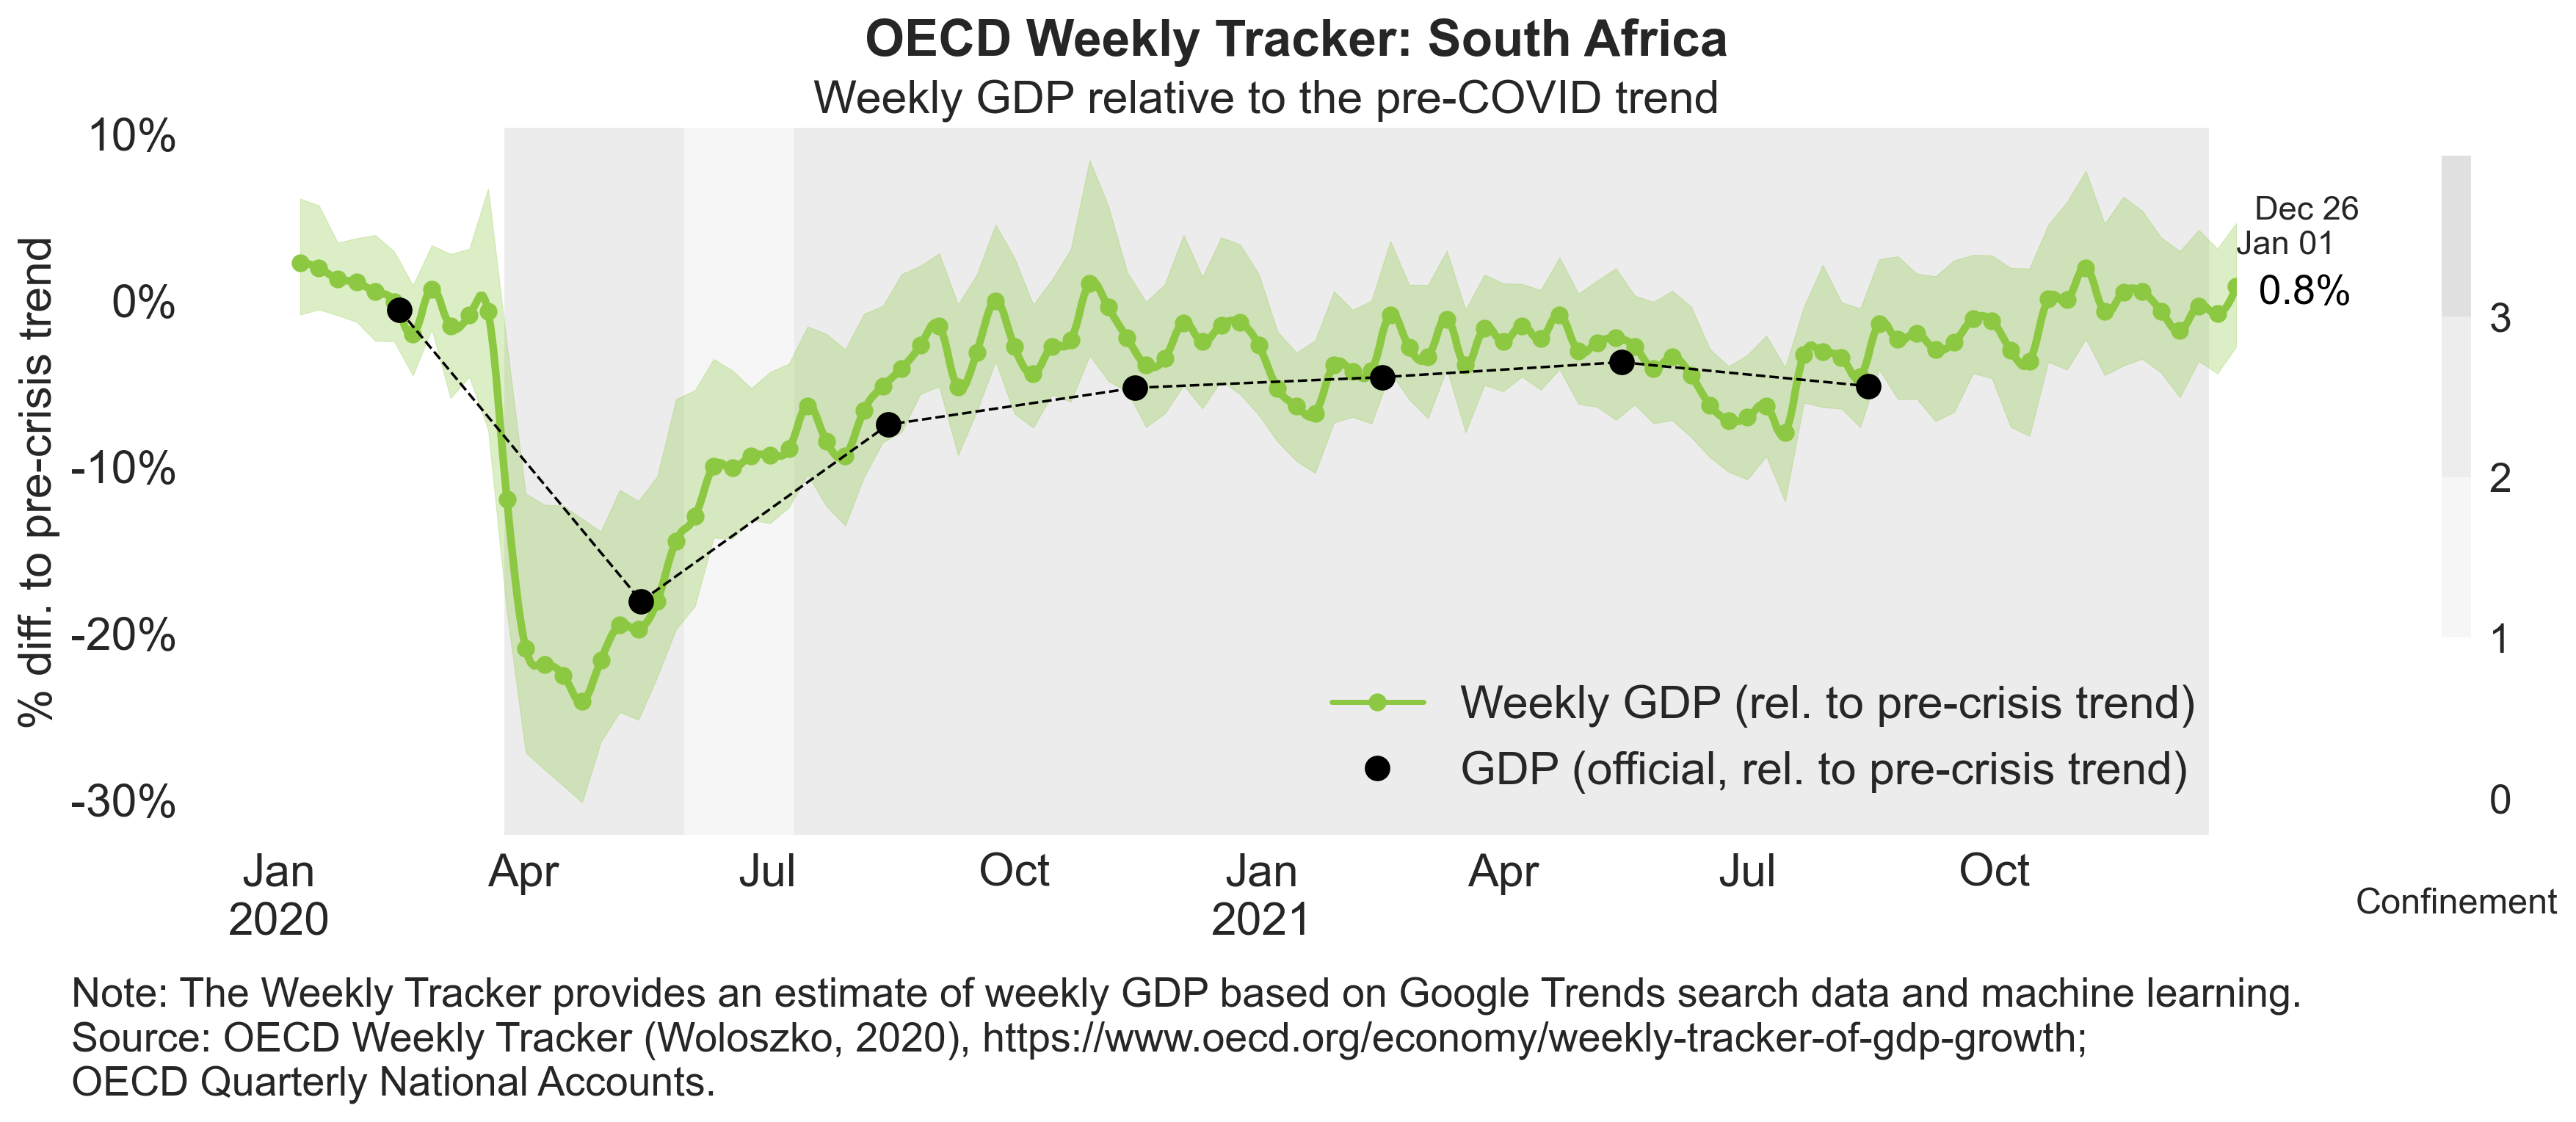 OECD Weekly Tracker: South Africa
Weekly GDP relative to the pre-COVID trend
% diff. to pre-crisis trend
10%
0%
-10%
-20%
-30%
Dec 26
Jan 01
0.8%
3
2
1
0
Confinement
Weekly GDP (rel. to pre-crisis trend)
GDP (official, rel. to pre-crisis trend)
Jan Apr Jul Oct Jan Apr Jul Oct
2020 2021
Note: The Weekly Tracker provides an estimate of weekly GDP based on Google Trends search data and machine learning.
Source: OECD Weekly Tracker (Woloszko, 2020), https://www.oecd.org/economy/weekly-tracker-of-gdp-growth;
OECD Quarterly National Accounts.